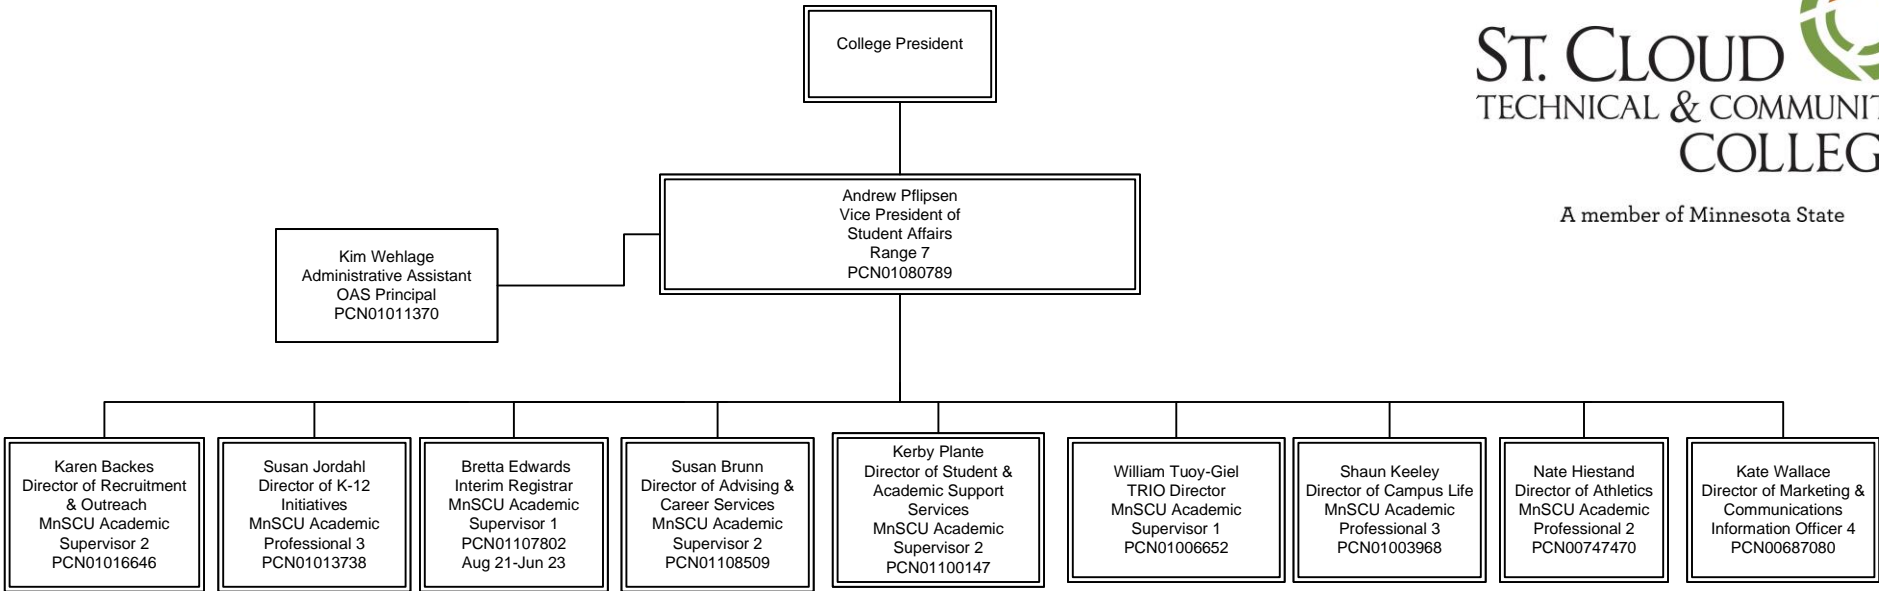 College President
ST. CLOUD
TECHNICAL & COMMUNIT
COLLEG
A member of Minnesota State
Andrew Pflipsen
Vice President of
Student Affairs
Range 7
PCN01080789
Kim Wehlage
Administrative Assistant
OAS Principal
PCN01011370
Karen Backes
Director of Recruitment
& Outreach
MnSCU Academic
Supervisor 2
PCN01016646
Susan Jordahl
Director of K-12
Initiatives
MnSCU Academic
Professional 3
PCN01013738
Bretta Edwards
Interim Registrar
MnSCU Academic
Supervisor 1
PCN01107802
Aug 21-Jun 23
Susan Brunn
Director of Advising &
Career Services
MnSCU Academic
Supervisor 2
PCN01108509
Kerby Plante
Director of Student &
Academic Support
Services
MnSCU Academic
Supervisor 2
PCN01100147
William Tuoy-Giel
TRIO Director
MnSCU Academic
Supervisor 1
PCN01006652
Shaun Keeley
Director of Campus Life
MnSCU Academic
Professional 3
PCN01003968
Nate Hiestand
Director of Athletics
MnSCU Academic
Professional 2
PCN00747470
Kate Wallace
Director of Marketing &
Communications
Information Officer 4
PCN00687080